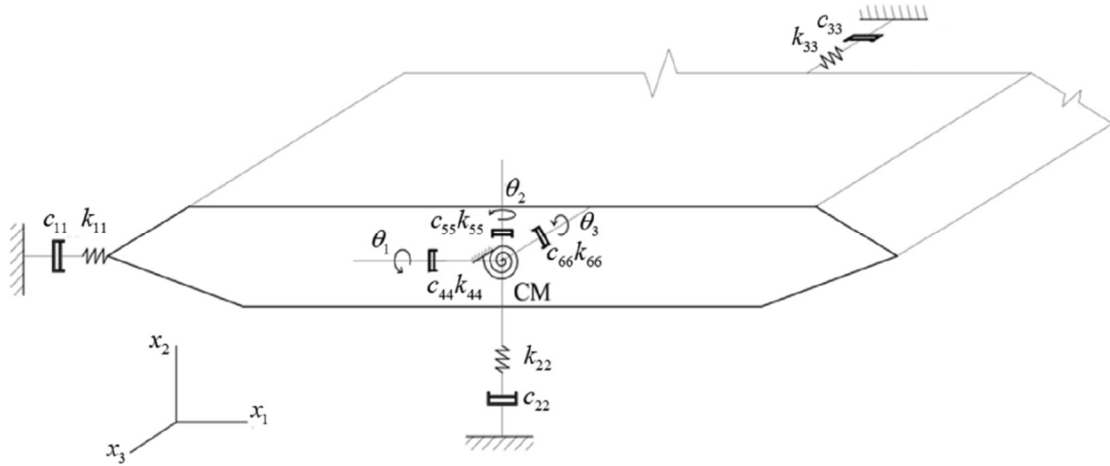 c₃₃
k₃₃
θ₂
c₁₁ k₁₁
c₅₅k₅₅
θ₃
θ₁
c₆₆k₆₆
c₄₄k₄₄
CM
x₂
k₂₂
c₂₂
x₁
x₃